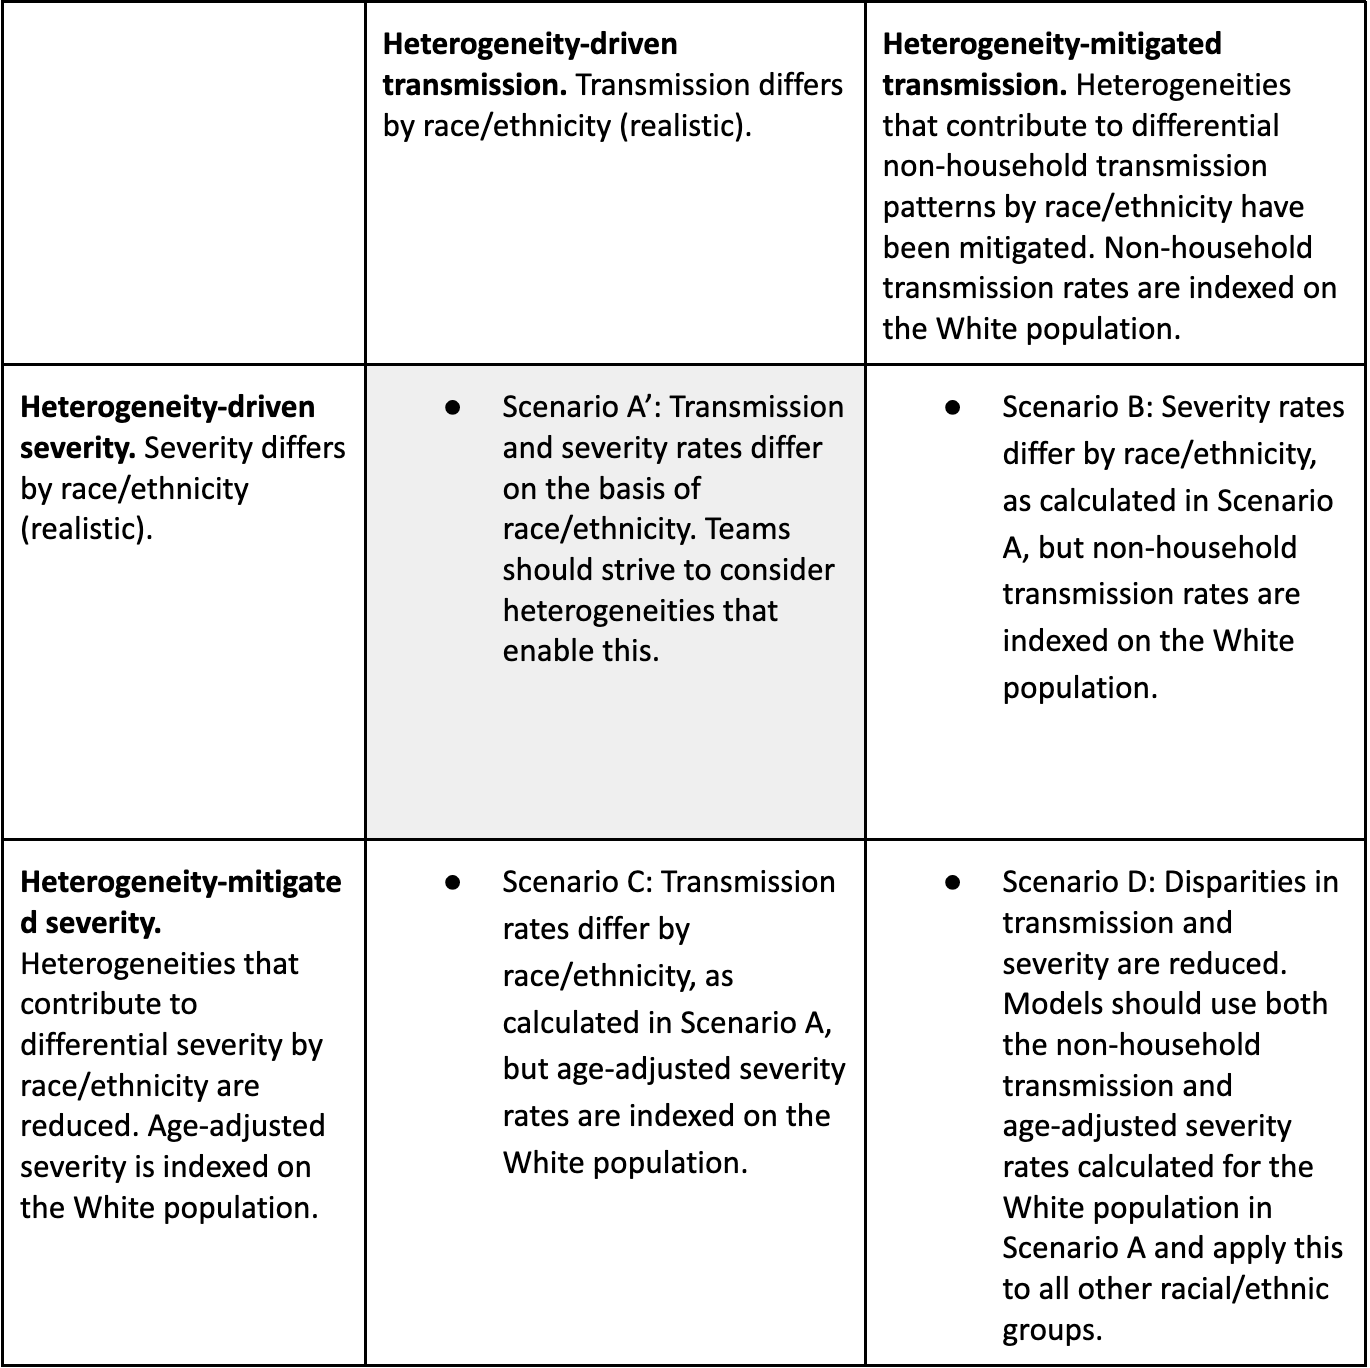 Heterogeneity-driven
transmission. Transmission differs
by race/ethnicity (realistic).
Heterogeneity-mitigated
transmission. Heterogeneities
that contribute to differential
non-household transmission
patterns by race/ethnicity have
been mitigated. Non-household
transmission rates are indexed on
the White population.
Heterogeneity-driven
severity. Severity differs
by race/ethnicity
(realistic).
● Scenario A’: Transmission
and severity rates differ
on the basis of
race/ethnicity. Teams
should strive to consider
heterogeneities that
enable this.
● Scenario B: Severity rates
differ by race/ethnicity,
as calculated in Scenario
A, but non-household
transmission rates are
indexed on the White
population.
Heterogeneity-mitigate
d severity.
Heterogeneities that
contribute to
differential severity by
race/ethnicity are
reduced. Age-adjusted
severity is indexed on
the White population.
● Scenario C: Transmission
rates differ by
race/ethnicity, as
calculated in Scenario A,
but age-adjusted severity
rates are indexed on the
White population.
● Scenario D: Disparities in
transmission and
severity are reduced.
Models should use both
the non-household
transmission and
age-adjusted severity
rates calculated for the
White population in
Scenario A and apply this
to all other racial/ethnic
groups.